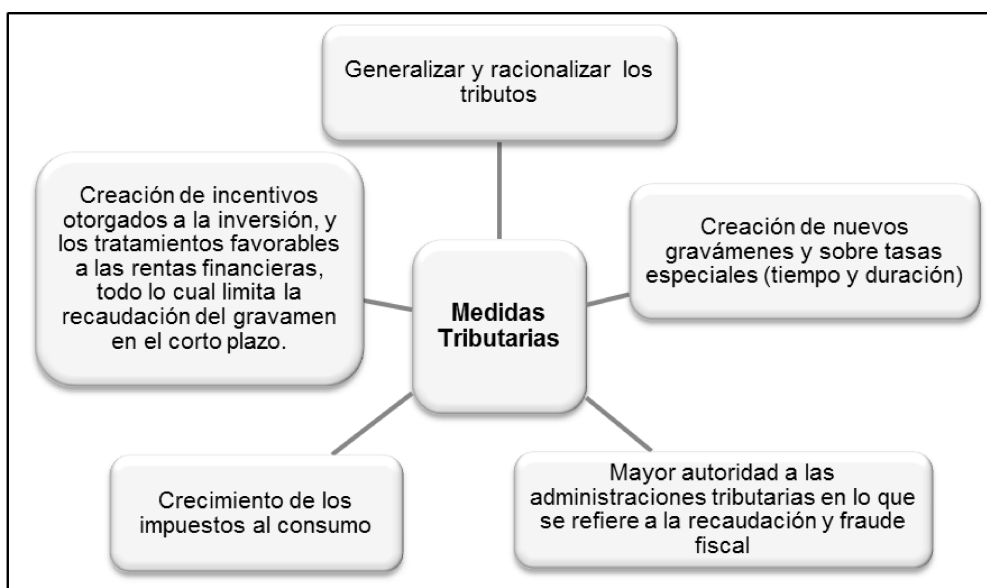 Generalizar y racionalizar los
tributos
Creación de incentivos
otorgados a la inversión, y
los tratamientos favorables
a las rentas financieras,
todo lo cual limita la
recaudación del gravamen
en el corto plazo.
Creación de nuevos
gravámenes y sobre tasas
especiales (tiempo y duración)
Medidas
Tributarias
Crecimiento de los
impuestos al consumo
Mayor autoridad a las
administraciones tributarias en lo que
se refiere a la recaudación y fraude
fiscal